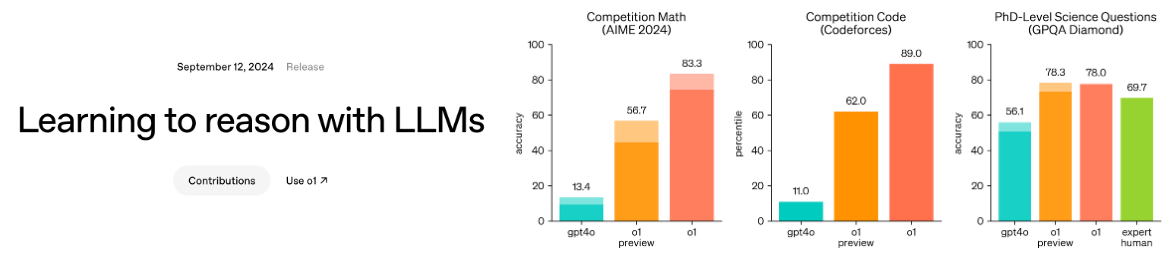 September 12, 2024 Release
Learning to reason with LLMs
Contributions Use o1 ↗
Competition Math
(AIME 2024)
accuracy
100
80
60
40
20
0
13.4
56.7
83.3
gpt4o
o1
preview
o1
Competition Code
(Codeforces)
percentile
100
80
60
40
20
0
11.0
62.0
89.0
gpt4o
o1
preview
o1
PhD-Level Science Questions
(GPQA Diamond)
accuracy
100
80
60
40
20
0
56.1
78.3
78.0
69.7
gpt4o
o1
preview
o1
expert
human